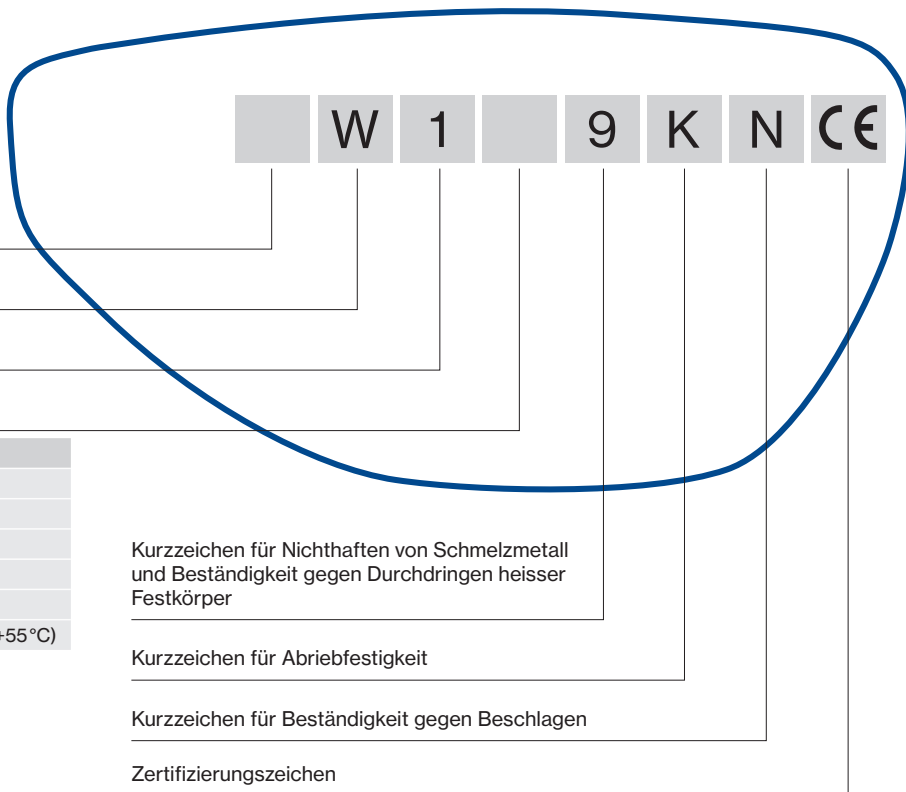 W 1 9 K N CE
+55 °C)
Kurzzeichen für Nichthaften von Schmelzmetall
und Beständigkeit gegen Durchdringen heisser
Festkörper
Kurzzeichen für Abriebfestigkeit
Kurzzeichen für Beständigkeit gegen Beschlagen
Zertifizierungszeichen